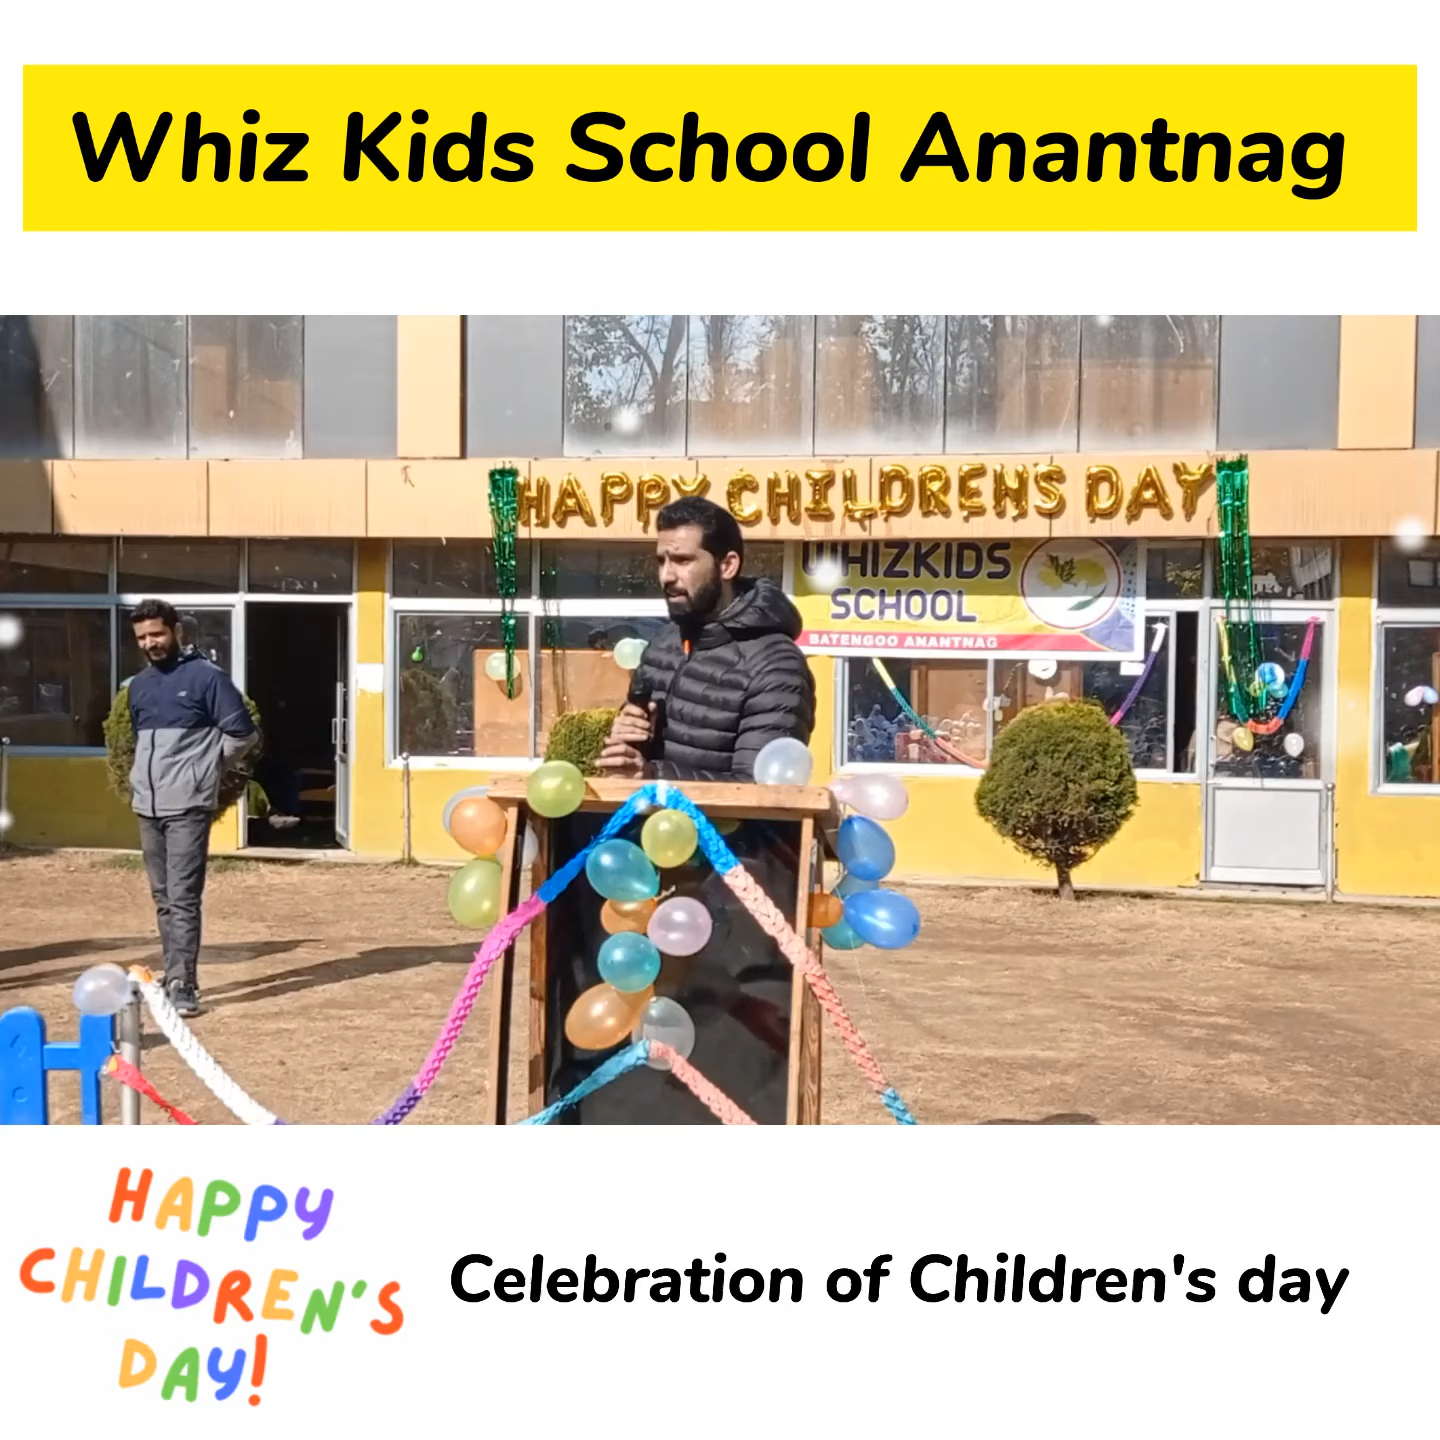 Whiz Kids School Anantnag
HAPPY CHILDRENS DAY
WHIZKIDS
SCHOOL
BATENGOO ANANTNAG
HAPPY
CHILDREN'S
DAY!
Celebration of Children's day